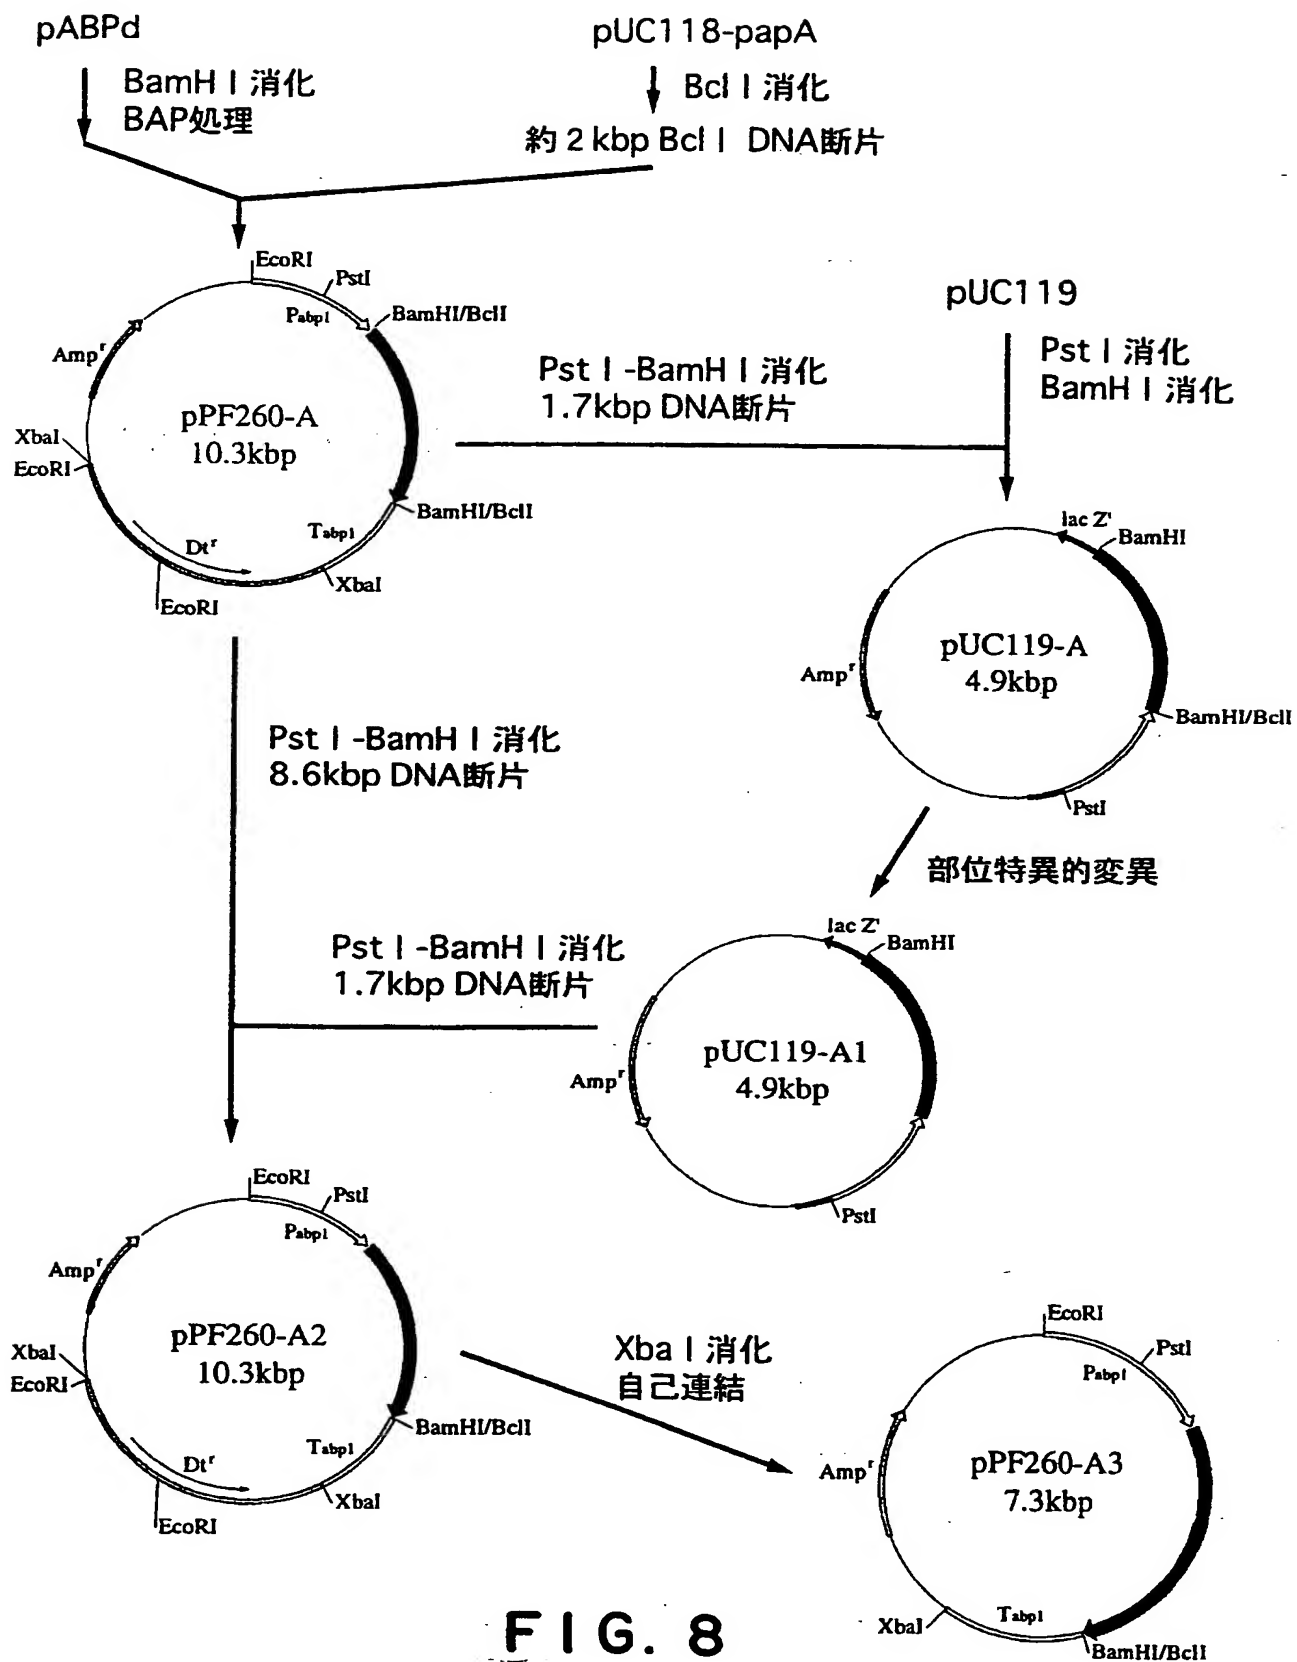 pABPd
pUC118-papA
BamH I 消化
BAP処理
Bcl I 消化
約 2 kbp Bcl I DNA断片
EcoRI
PstI
Pabp1
BamHI/BclI
Ampʳ
pPF260-A
10.3kbp
XbaI
EcoRI
BamHI/BclI
Tabp1
Dtʳ
XbaI
EcoRI
Pst I -BamH I 消化
1.7kbp DNA断片
pUC119
Pst I 消化
BamH I 消化
lac Z'
BamHI
pUC119-A
4.9kbp
Ampʳ
BamHI/BclI
PstI
Pst I -BamH I 消化
8.6kbp DNA断片
部位特異的変異
Pst I -BamH I 消化
1.7kbp DNA断片
lac Z'
BamHI
pUC119-A1
4.9kbp
Ampʳ
PstI
EcoRI
PstI
Pabp1
Ampʳ
pPF260-A2
10.3kbp
XbaI
EcoRI
BamHI/BclI
Tabp1
Dtʳ
XbaI
EcoRI
Xba I 消化
自己連結
EcoRI
PstI
Pabp1
Ampʳ
pPF260-A3
7.3kbp
XbaI
Tabp1
BamHI/BclI
FIG. 8